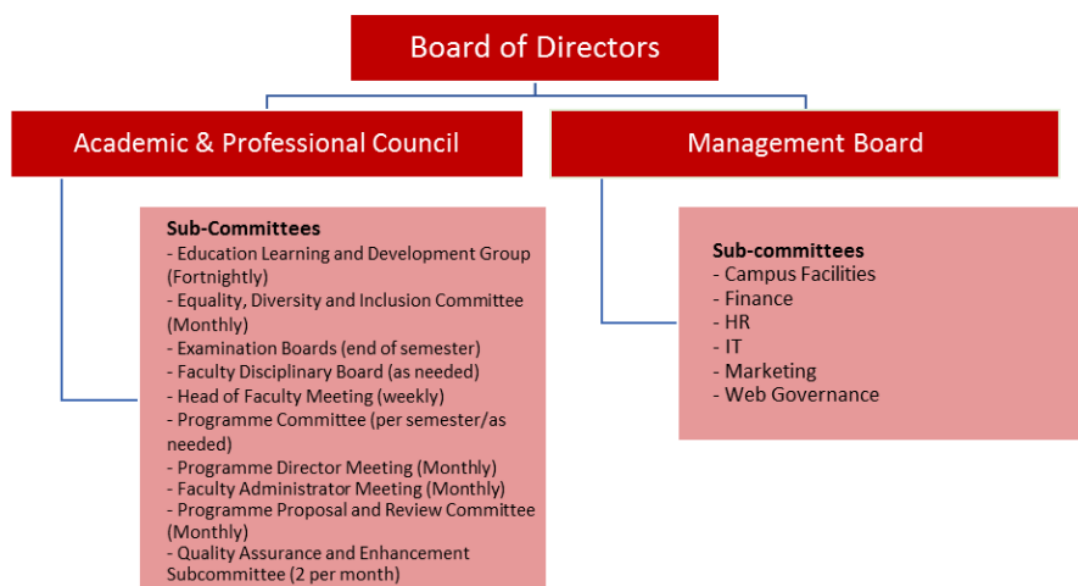 Board of Directors
Academic & Professional Council
Management Board
Sub-Committees
- Education Learning and Development Group
(Fortnightly)
- Equality, Diversity and Inclusion Committee
(Monthly)
- Examination Boards (end of semester)
- Faculty Disciplinary Board (as needed)
- Head of Faculty Meeting (weekly)
- Programme Committee (per semester/as
needed)
- Programme Director Meeting (Monthly)
- Faculty Administrator Meeting (Monthly)
- Programme Proposal and Review Committee
(Monthly)
- Quality Assurance and Enhancement
Subcommittee (2 per month)
Sub-committees
- Campus Facilities
- Finance
- HR
- IT
- Marketing
- Web Governance